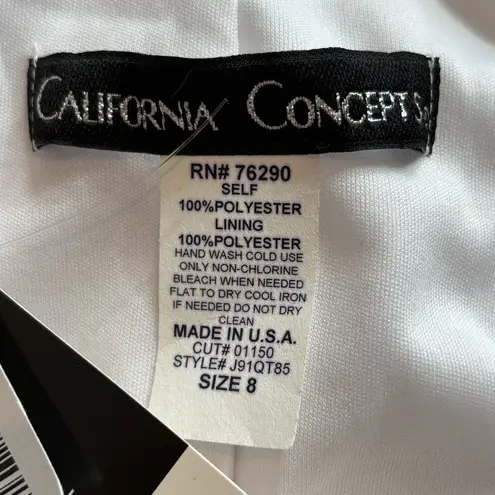 CALIFORNIA CONCEPTS
RN# 76290
SELF
100%POLYESTER
LINING
100%POLYESTER
HAND WASH COLD USE
ONLY NON-CHLORINE
BLEACH WHEN NEEDED
FLAT TO DRY COOL IRON
IF NEEDED DO NOT DRY
CLEAN
MADE IN U.S.A.
CUT# 01150
STYLE# J91QT85
SIZE 8